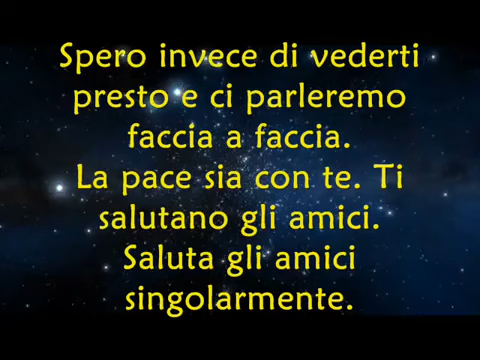 Spero invece di vederti
presto e ci parleremo
faccia a faccia.
La pace sia con te. Ti
salutano gli amici.
Saluta gli amici
singolarmente.